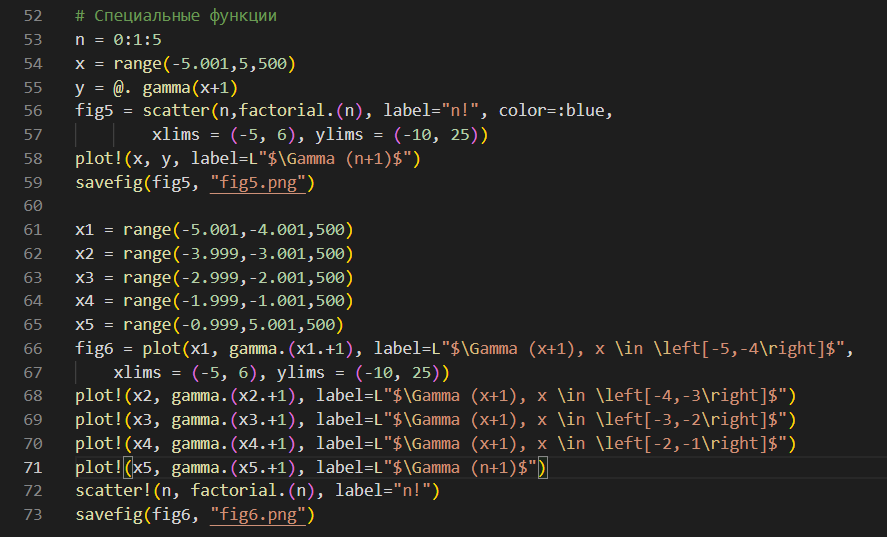 52 # Специальные функции
53 n = 0:1:5
54 x = range(-5.001,5,500)
55 y = @. gamma(x+1)
56 fig5 = scatter(n,factorial.(n), label="n!", color=:blue,
57 xlims = (-5, 6), ylims = (-10, 25))
58 plot!(x, y, label=L"$\Gamma (n+1)$")
59 savefig(fig5, "fig5.png")
60
61 x1 = range(-5.001,-4.001,500)
62 x2 = range(-3.999,-3.001,500)
63 x3 = range(-2.999,-2.001,500)
64 x4 = range(-1.999,-1.001,500)
65 x5 = range(-0.999,5.001,500)
66 fig6 = plot(x1, gamma.(x1.+1), label=L"$\Gamma (x+1), x \in \left[-5,-4\right]$",
67 xlims = (-5, 6), ylims = (-10, 25))
68 plot!(x2, gamma.(x2.+1), label=L"$\Gamma (x+1), x \in \left[-4,-3\right]$")
69 plot!(x3, gamma.(x3.+1), label=L"$\Gamma (x+1), x \in \left[-3,-2\right]$")
70 plot!(x4, gamma.(x4.+1), label=L"$\Gamma (x+1), x \in \left[-2,-1\right]$")
71 plot!(x5, gamma.(x5.+1), label=L"$\Gamma (n+1)$")
72 scatter!(n, factorial.(n), label="n!")
73 savefig(fig6, "fig6.png")